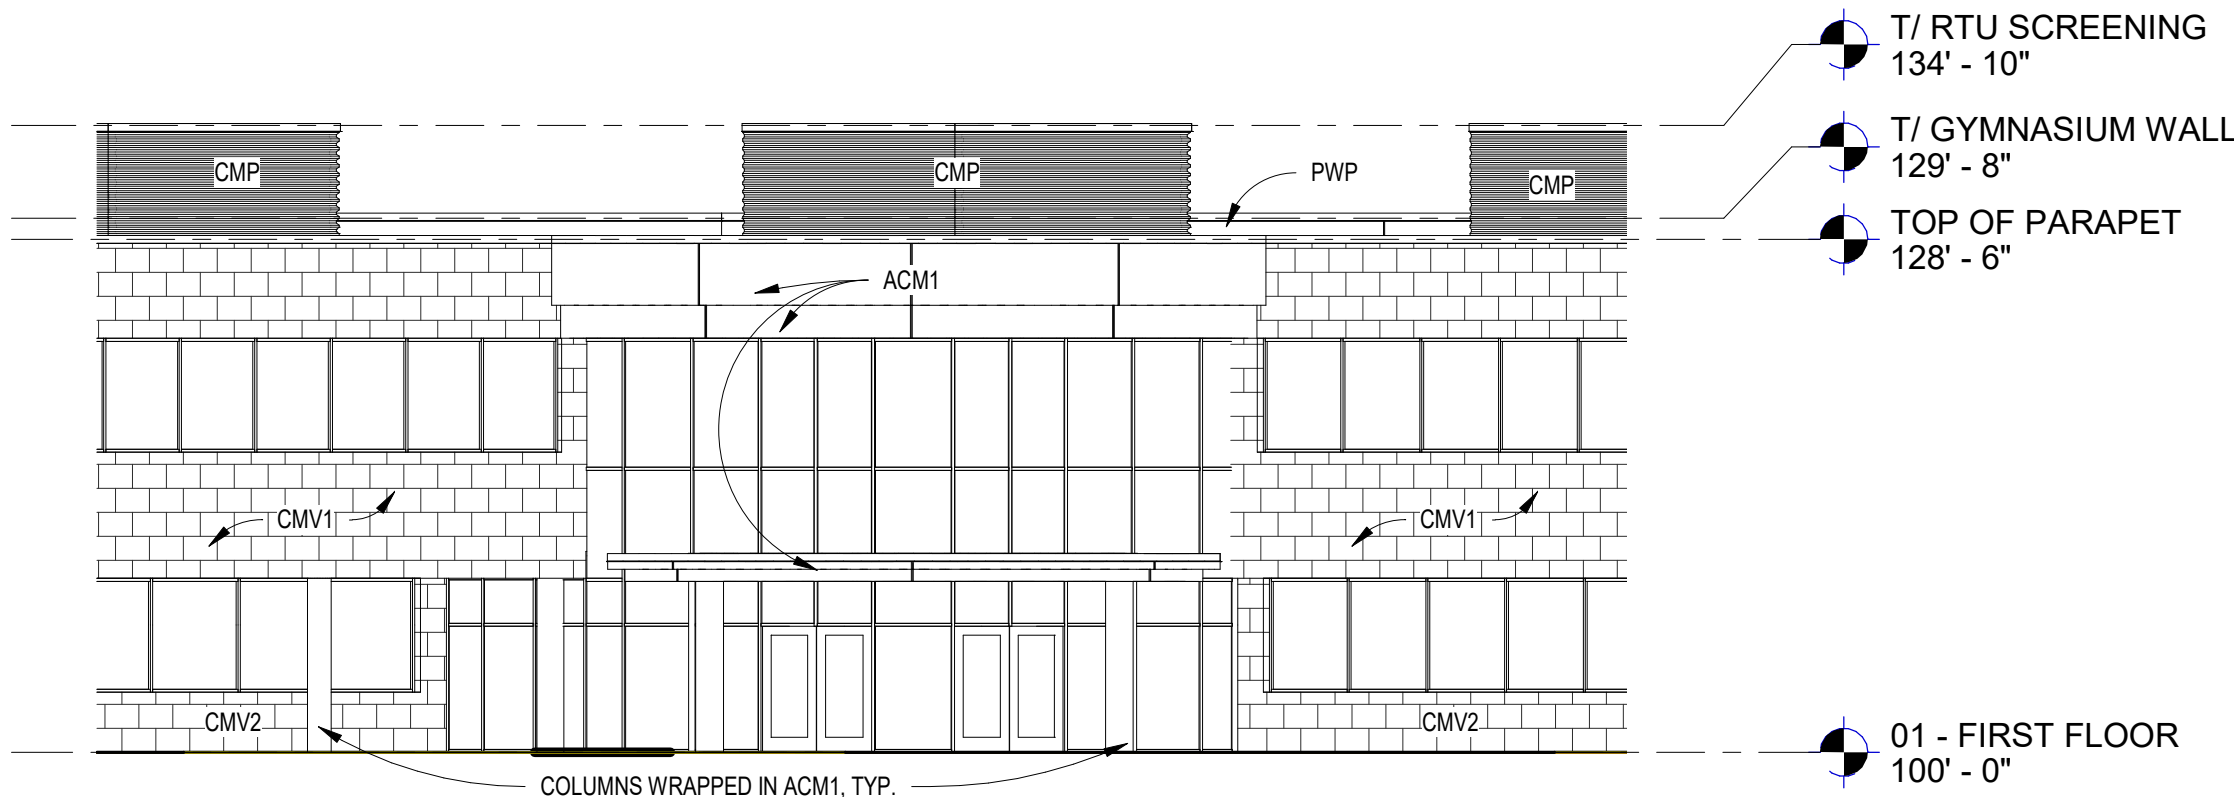 T/ RTU SCREENING
134' - 10"
T/ GYMNASIUM WALL
129' - 8"
CMP
CMP
PWP
CMP
TOP OF PARAPET
128' - 6"
ACM1
CMV1
CMV1
CMV2
CMV2
01 - FIRST FLOOR
100' - 0"
COLUMNS WRAPPED IN ACM1, TYP.